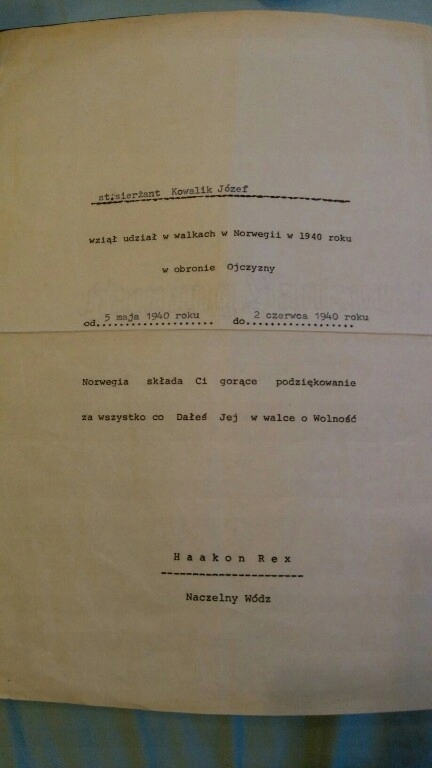 st.sierżant Kowalik Józef
wziął udział w walkach w Norwegii w 1940 roku
w obronie Ojczyzny
od 5 maja 1940 roku do 2 czerwca 1940 roku
Norwegia składa Ci gorące podziękowanie
za wszystko co Dałeś Jej w walce o Wolność
Haakon Rex
Naczelny Wódz